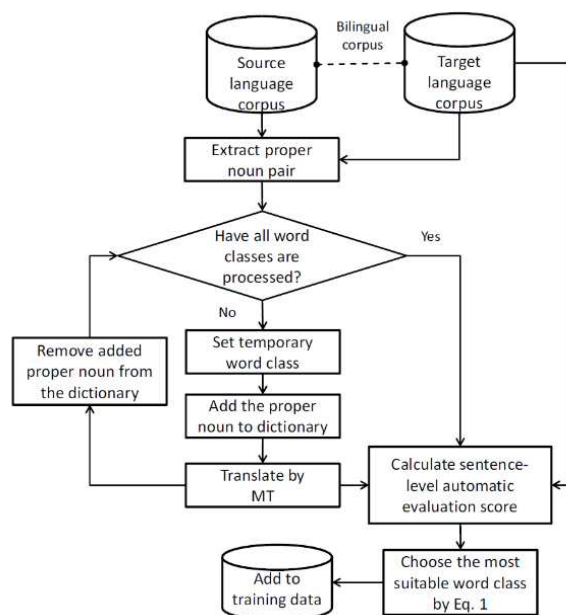 Bilingual
corpus
Source
language
corpus
Target
language
corpus
Extract proper
noun pair
Have all word
classes are
processed?
Yes
No
Set temporary
word class
Remove added
proper noun from
the dictionary
Add the proper
noun to dictionary
Translate by
MT
Calculate sentence-
level automatic
evaluation score
Choose the most
suitable word class
by Eq. 1
Add to
training data